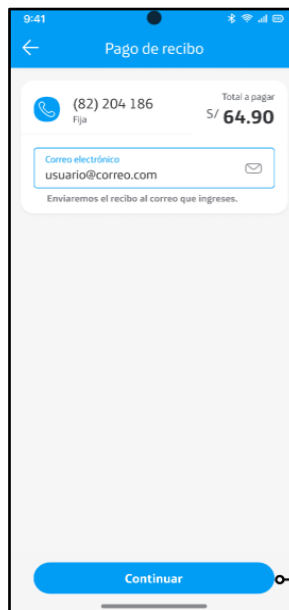 9:41
Pago de recibo
(82) 204 186
Fija
Total a pagar
S/ 64.90
Correo electrónico
usuario@correo.com
Enviaremos el recibo al correo que ingreses.
Continuar